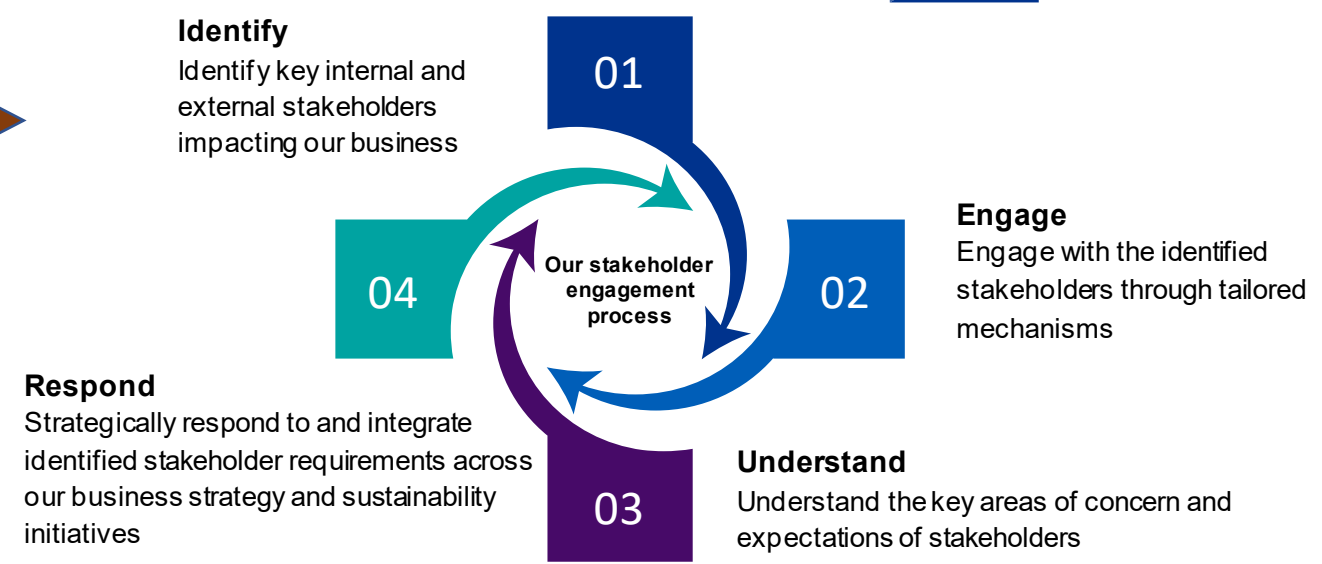 Identify
Identify key internal and
external stakeholders
impacting our business
01
Engage
Engage with the identified
stakeholders through tailored
mechanisms
02
Our stakeholder
engagement
process
04
Respond
Strategically respond to and integrate
identified stakeholder requirements across
our business strategy and sustainability
initiatives
03
Understand
Understand the key areas of concern and
expectations of stakeholders